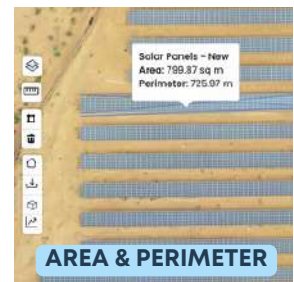 Solar Panels - New
Area: 799.87 sq m
Perimeter: 725.97 m
AREA & PERIMETER